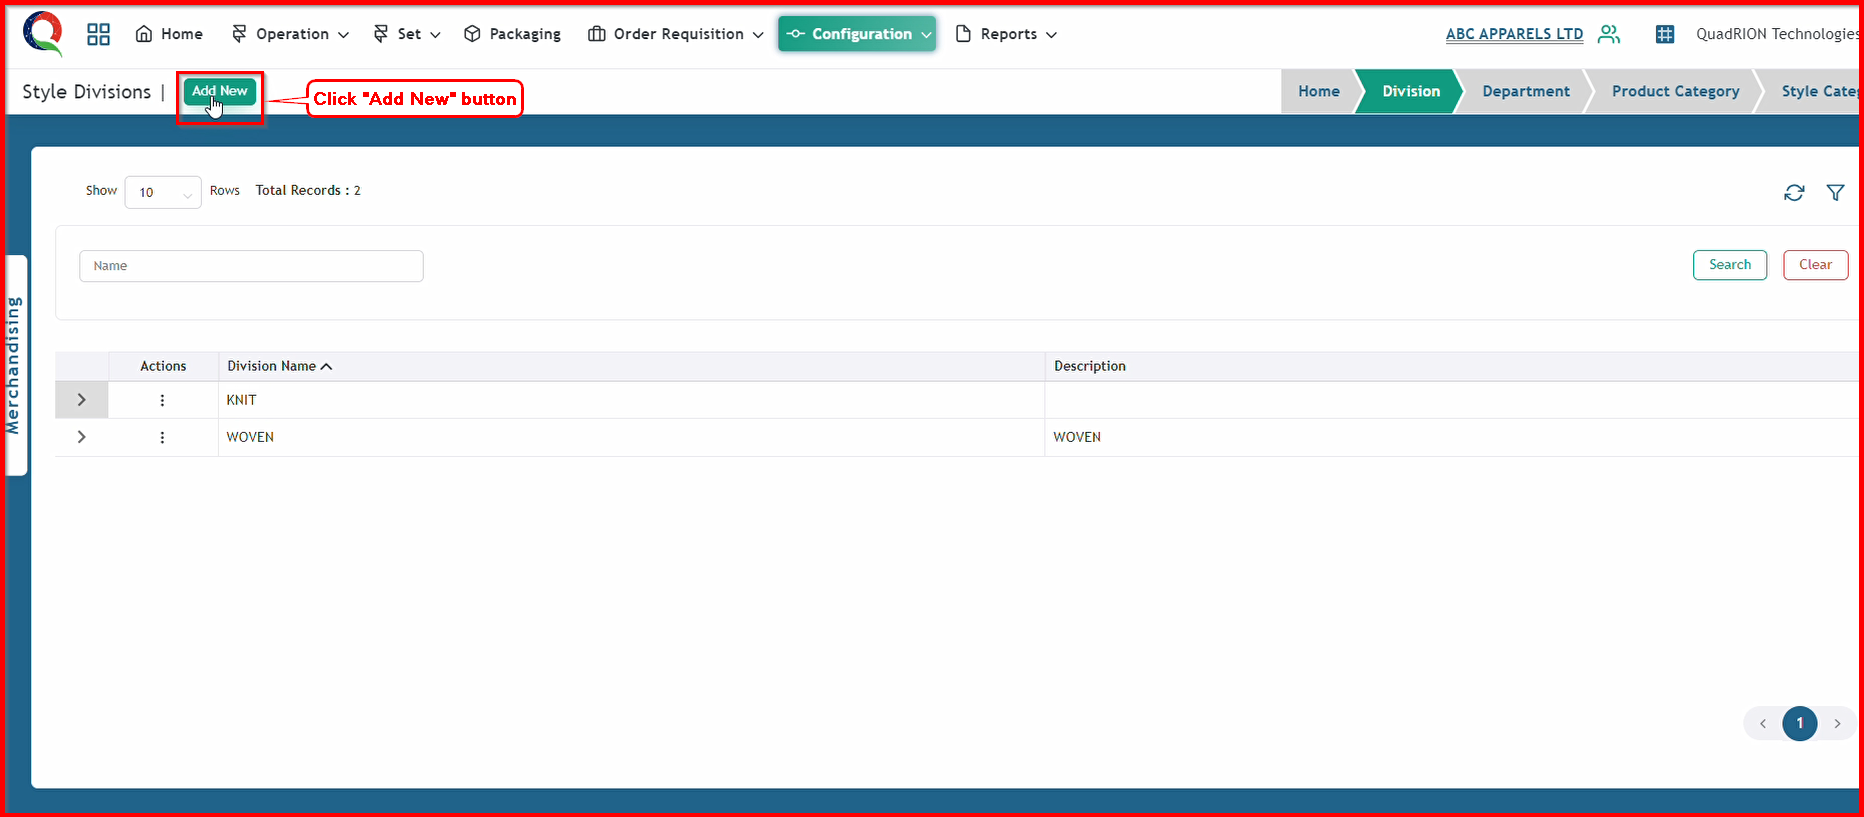 Home Operation Set Packaging Order Requisition Configuration Reports ABC APPARELS LTD QuadRION Technologies
Style Divisions | Add New Click "Add New" button Home Division Department Product Category Style Categ
Show 10 Rows Total Records : 2
Name Search Clear
Merchandising
Actions Division Name Description
KNIT
WOVEN WOVEN
1